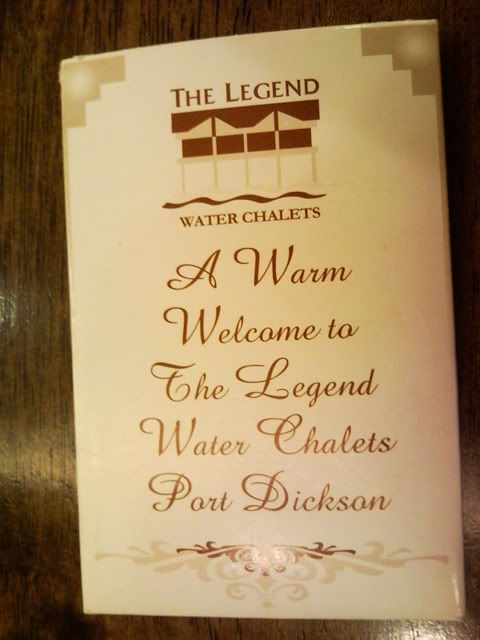 THE LEGEND
WATER CHALETS
A Warm
Welcome to
The Legend
Water Chalets
Port Dickson